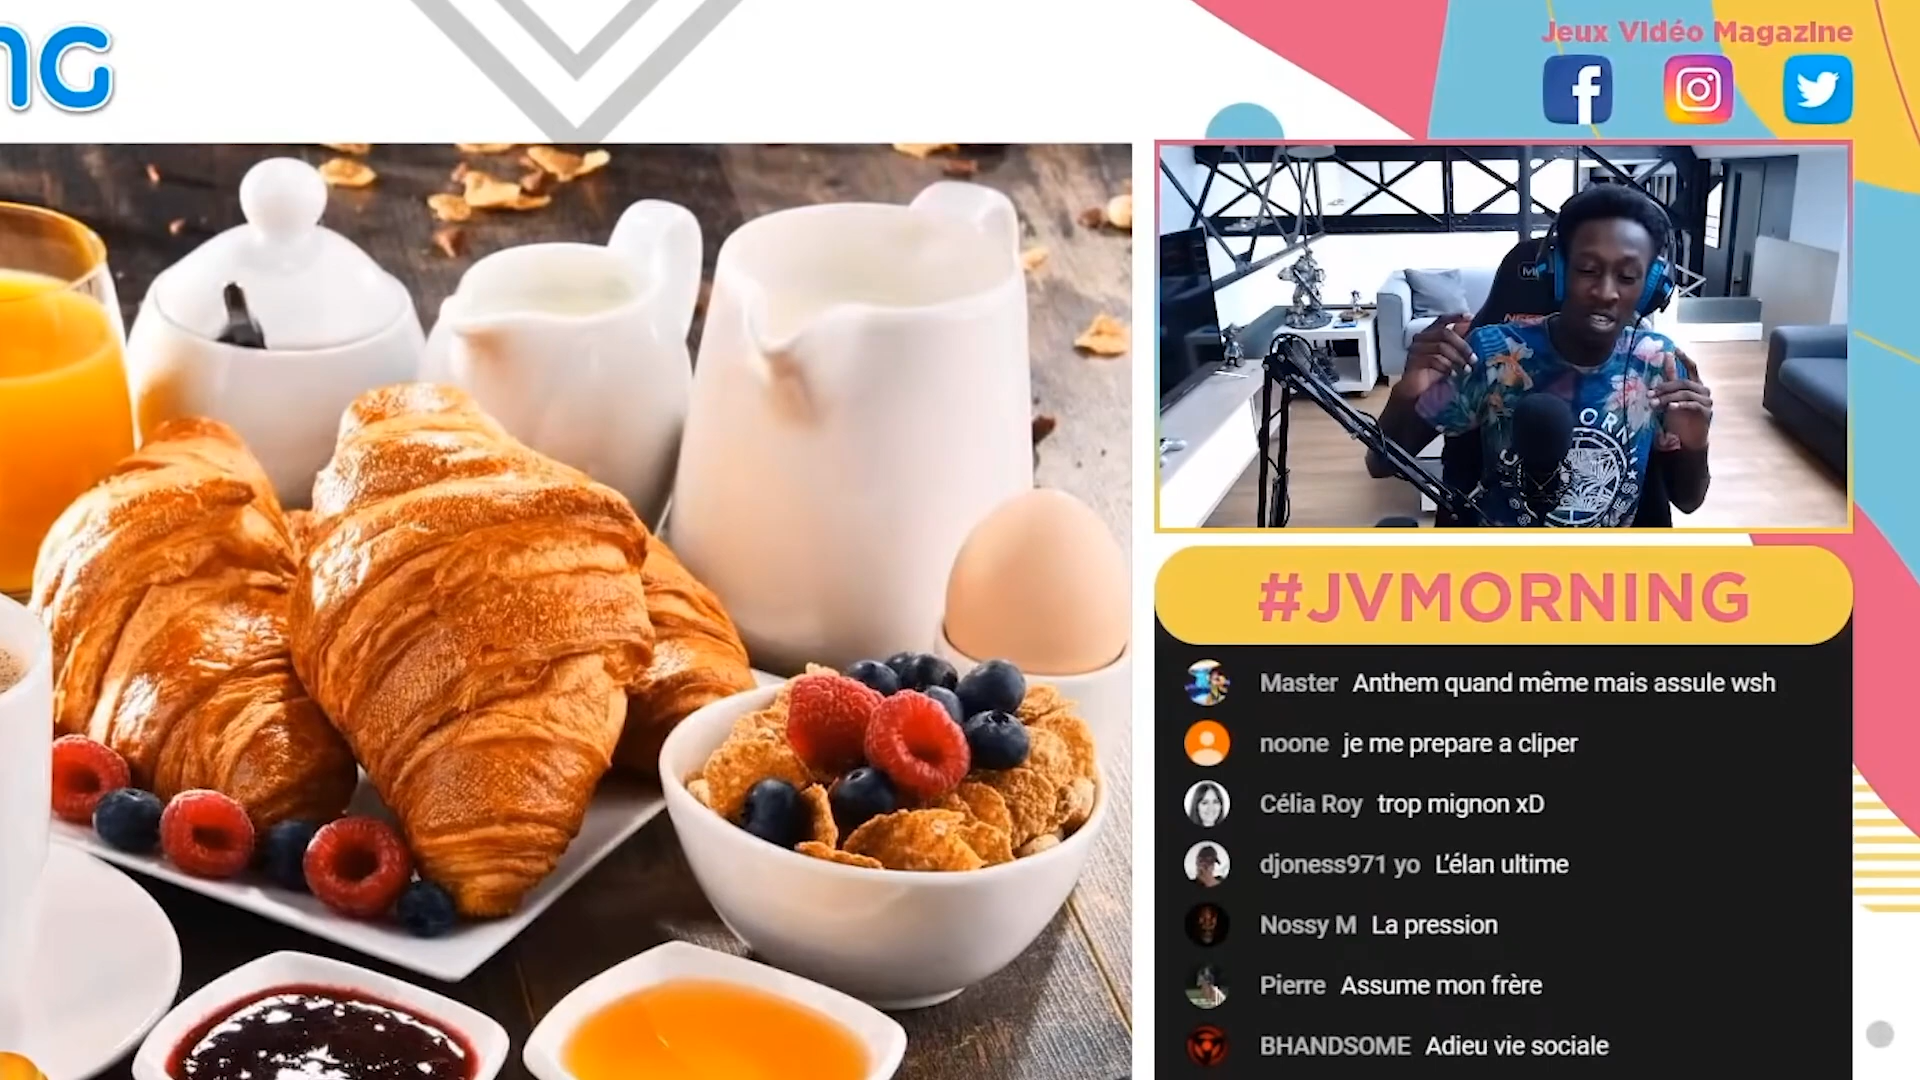 NG
Jeux Vidéo Magazine
#JVMORNING
Master Anthem quand même mais assule wsh
noone je me prepare a cliper
Célia Roy trop mignon xD
djoness971 yo L'élan ultime
Nossy M La pression
Pierre Assume mon frère
BHANDSOME Adieu vie sociale